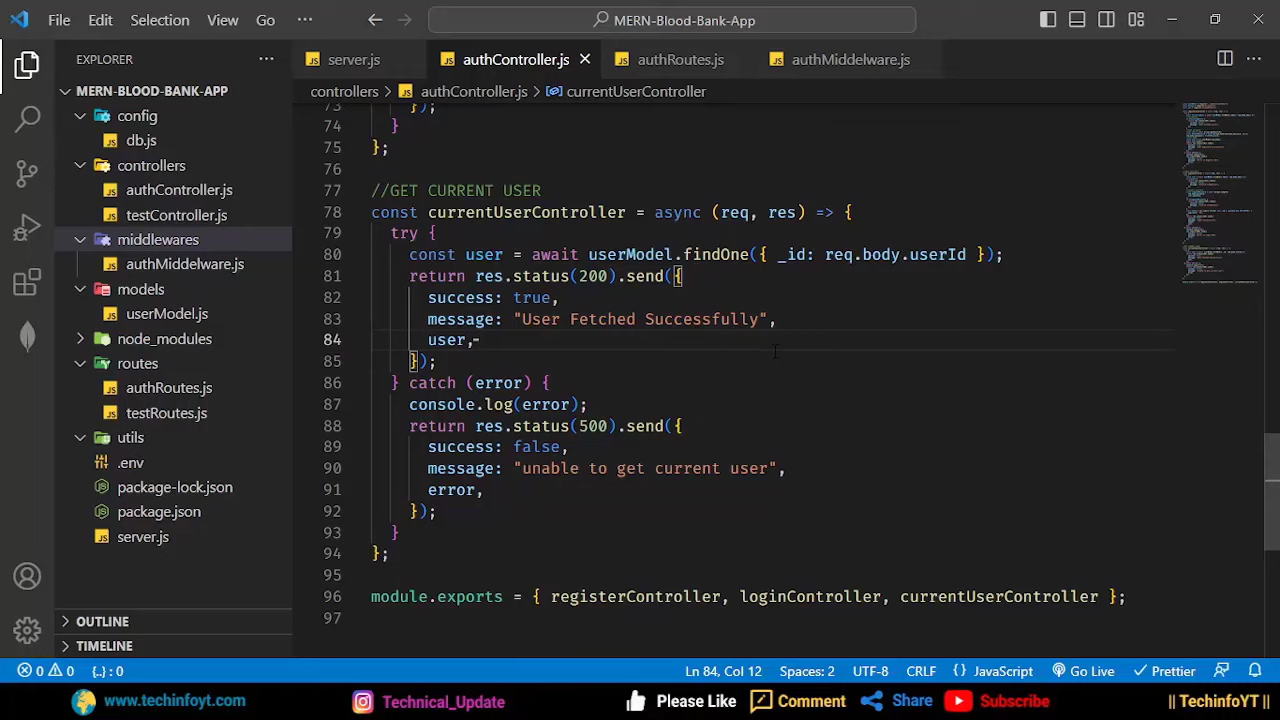 File Edit Selection View Go ··· MERN-Blood-Bank-App
EXPLORER ···
server.js authController.js authRoutes.js authMiddelware.js ···
MERN-BLOOD-BANK-APP
controllers > authController.js > currentUserController
config
db.js
controllers
authController.js
testController.js
middlewares
authMiddelware.js
models
userModel.js
node_modules
routes
authRoutes.js
testRoutes.js
utils
.env
package-lock.json
package.json
server.js
OUTLINE
TIMELINE
73 });
74 }
75 };
76
77 //GET CURRENT USER
78 const currentUserController = async (req, res) => {
79 try {
80 const user = await userModel.findOne({ _id: req.body.userId });
81 return res.status(200).send({
82 success: true,
83 message: "User Fetched Successfully",
84 user,
85 });
86 } catch (error) {
87 console.log(error);
88 return res.status(500).send({
89 success: false,
90 message: "unable to get current user",
91 error,
92 });
93 }
94 };
95
96 module.exports = { registerController, loginController, currentUserController };
97
0 0 {..} : 0 Ln 84, Col 12 Spaces: 2 UTF-8 CRLF {} JavaScript Go Live Prettier
www.techinfoyt.com Technical_Update Please Like Comment Share Subscribe || TechinfoYT ||